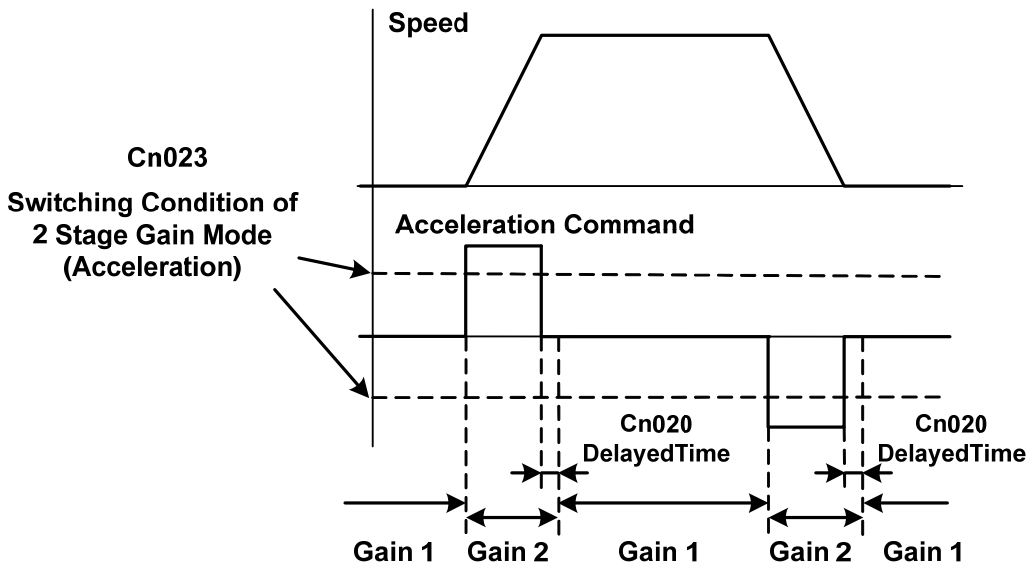 Speed
Cn023
Switching Condition of
2 Stage Gain Mode
(Acceleration)
Acceleration Command
Cn020
DelayedTime
Cn020
DelayedTime
Gain 1
Gain 2
Gain 1
Gain 2
Gain 1